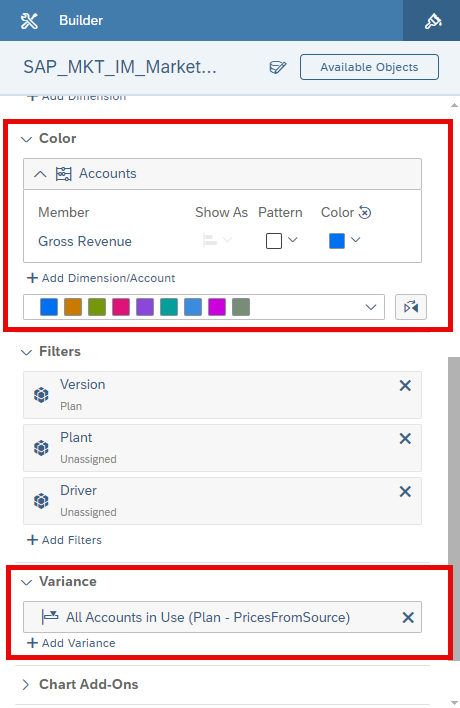 Builder
SAP_MKT_IM_Market...
Available Objects
Add Dimension
Color
Accounts
Member Show As Pattern Color
Gross Revenue
Add Dimension/Account
Filters
Version
Plan
Plant
Unassigned
Driver
Unassigned
Add Filters
Variance
All Accounts in Use (Plan - PricesFromSource)
Add Variance
Chart Add-Ons